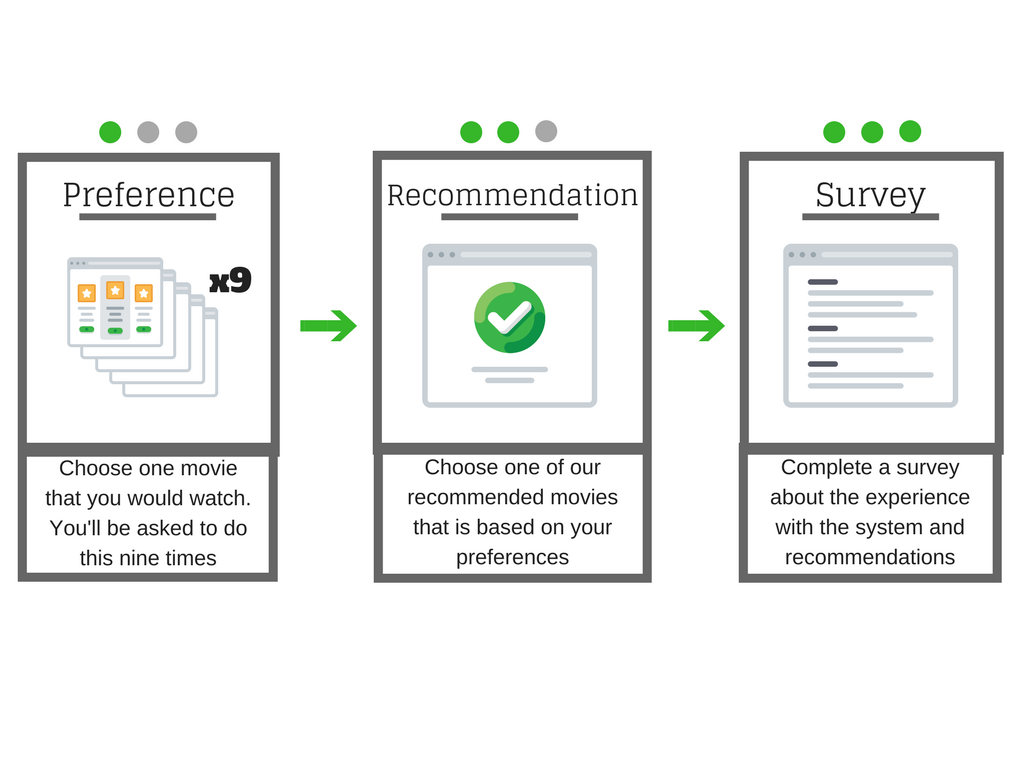 Preference
x9
Choose one movie
that you would watch.
You'll be asked to do
this nine times
Recommendation
Choose one of our
recommended movies
that is based on your
preferences
Survey
Complete a survey
about the experience
with the system and
recommendations